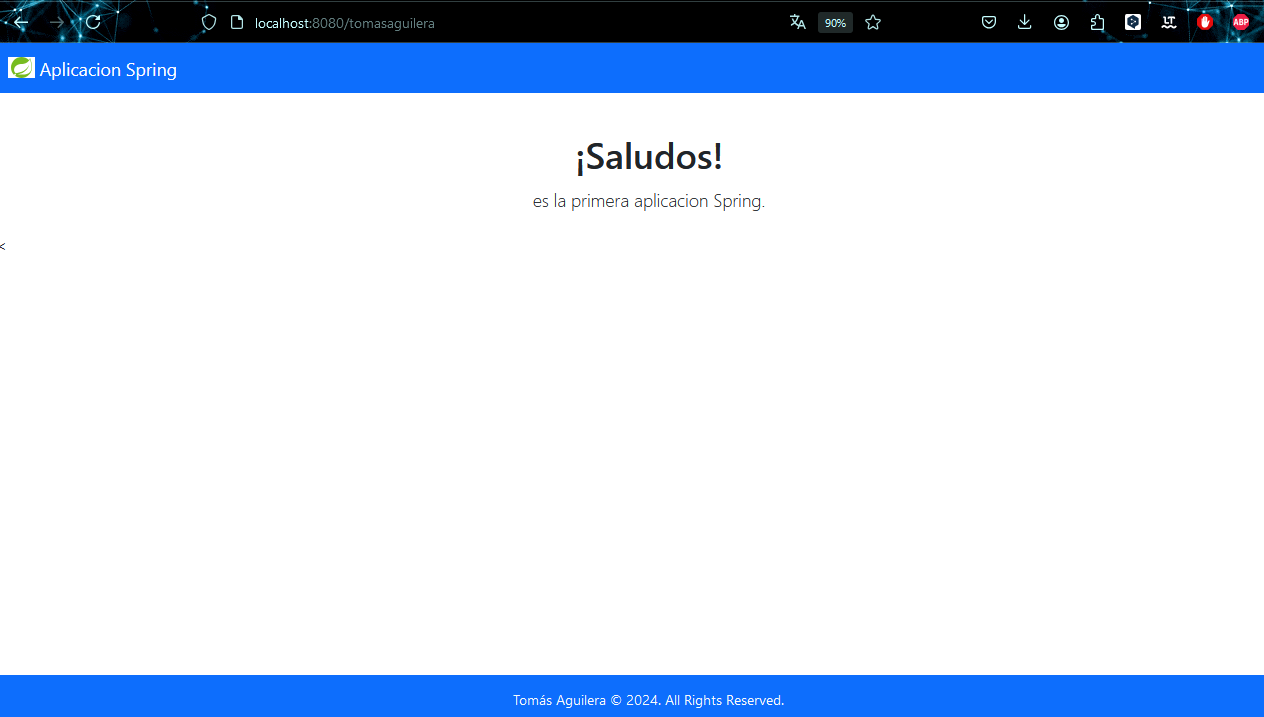 localhost:8080/tomasaguilera
90%
ABP
Aplicacion Spring
¡Saludos!
es la primera aplicacion Spring.
<
Tomás Aguilera © 2024. All Rights Reserved.